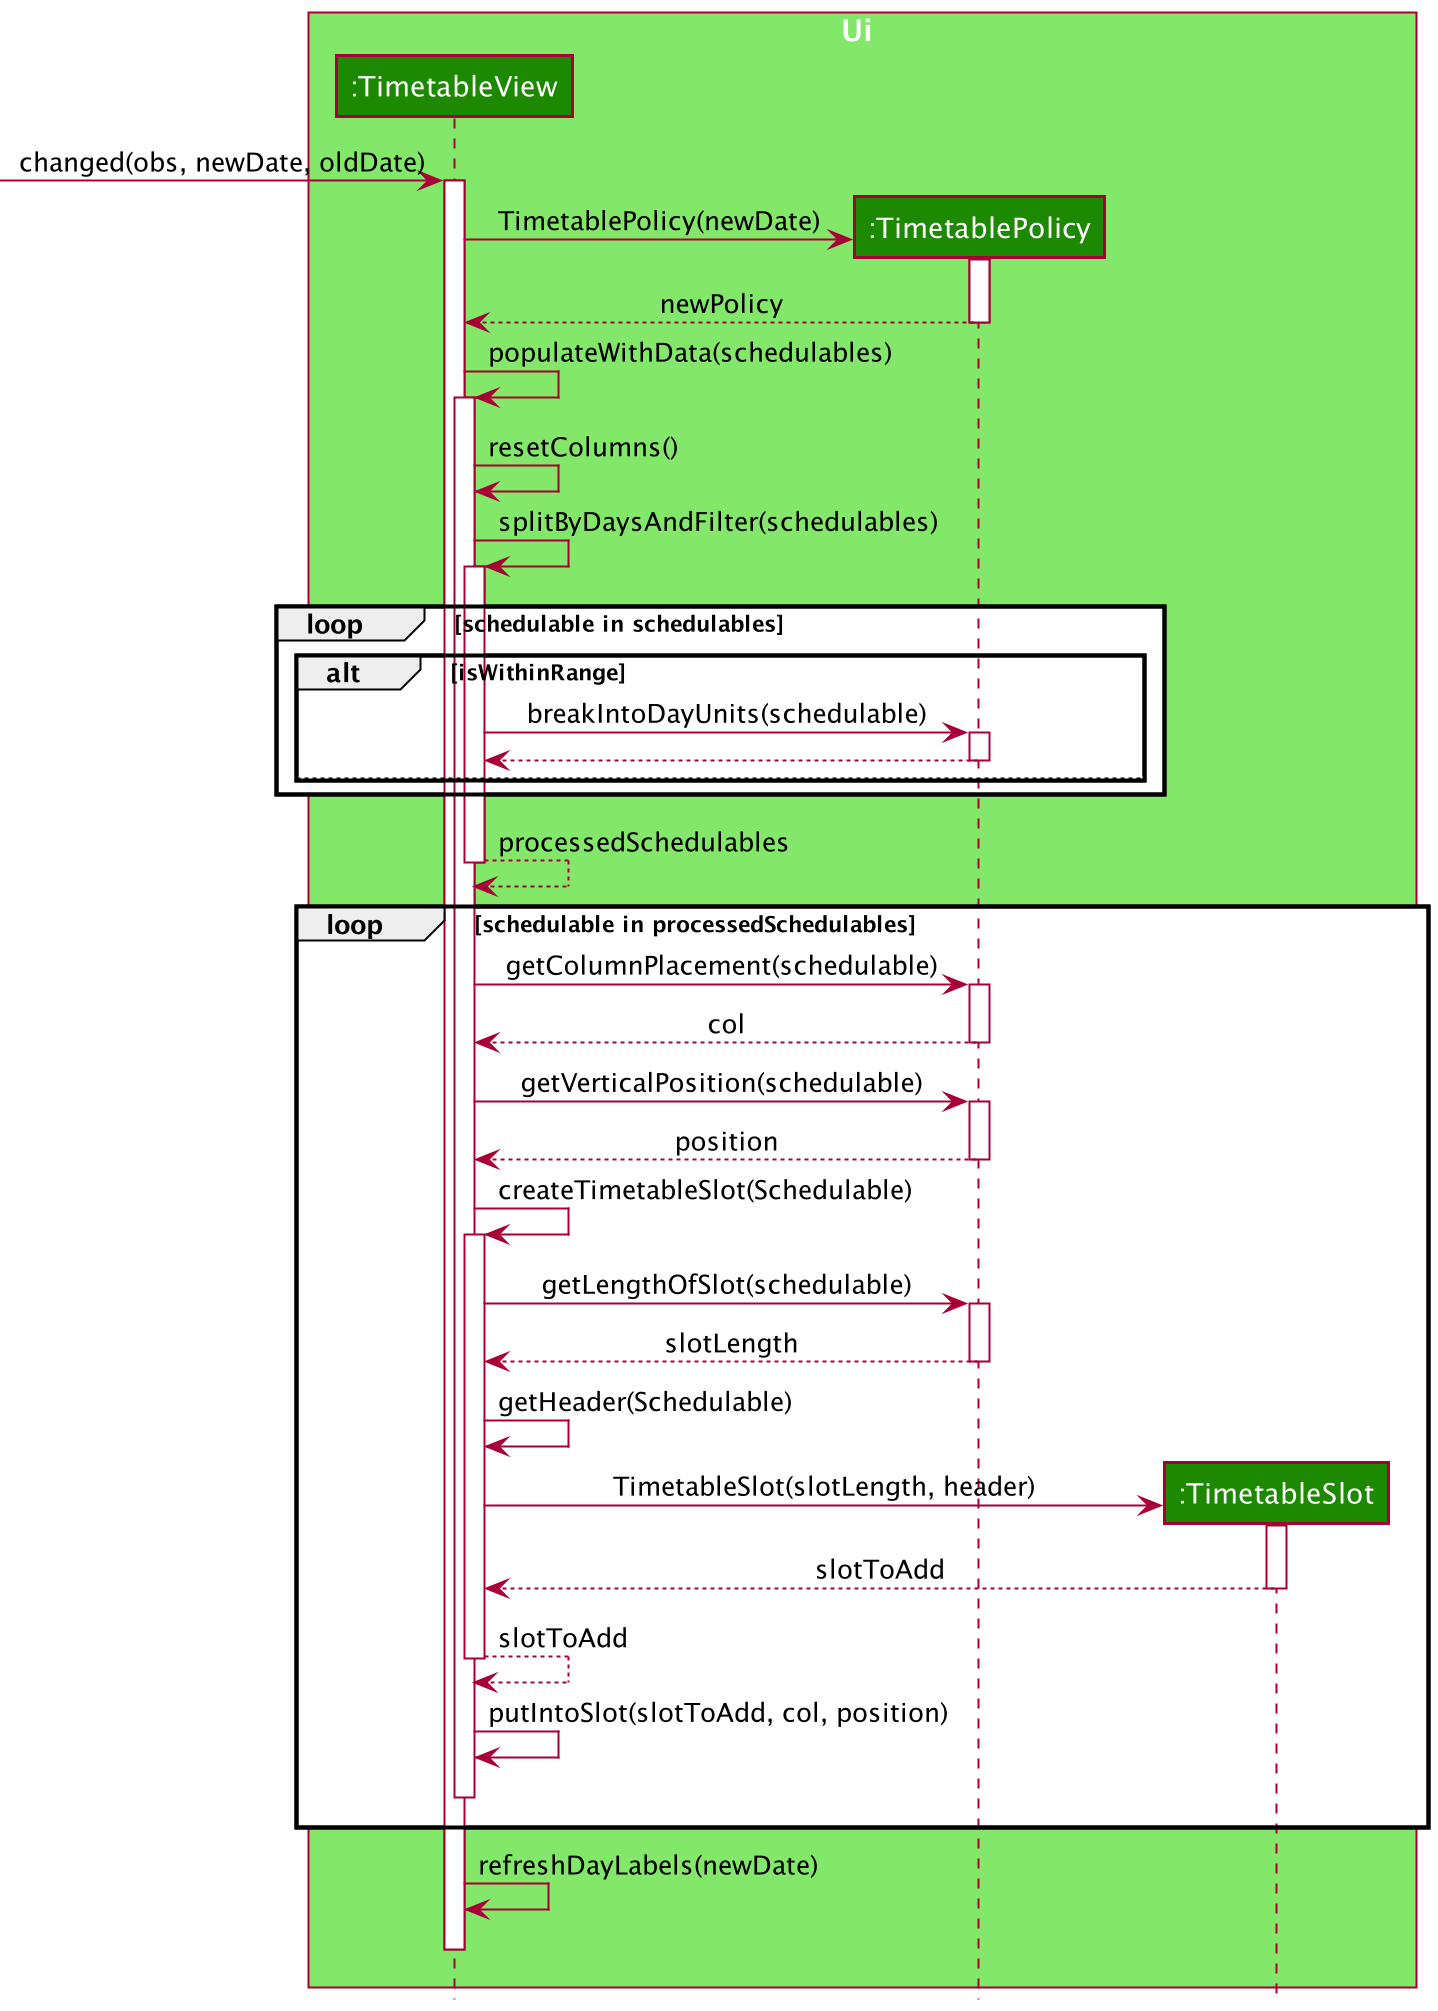 Ui
:TimetableView
changed(obs, newDate, oldDate)
TimetablePolicy(newDate)
:TimetablePolicy
newPolicy
populateWithData(schedulables)
resetColumns()
splitByDaysAndFilter(schedulables)
loop [schedulable in schedulables]
alt [isWithinRange]
breakIntoDayUnits(schedulable)
processedSchedulables
loop [schedulable in processedSchedulables]
getColumnPlacement(schedulable)
col
getVerticalPosition(schedulable)
position
createTimetableSlot(Schedulable)
getLengthOfSlot(schedulable)
slotLength
getHeader(Schedulable)
TimetableSlot(slotLength, header)
:TimetableSlot
slotToAdd
slotToAdd
putIntoSlot(slotToAdd, col, position)
refreshDayLabels(newDate)